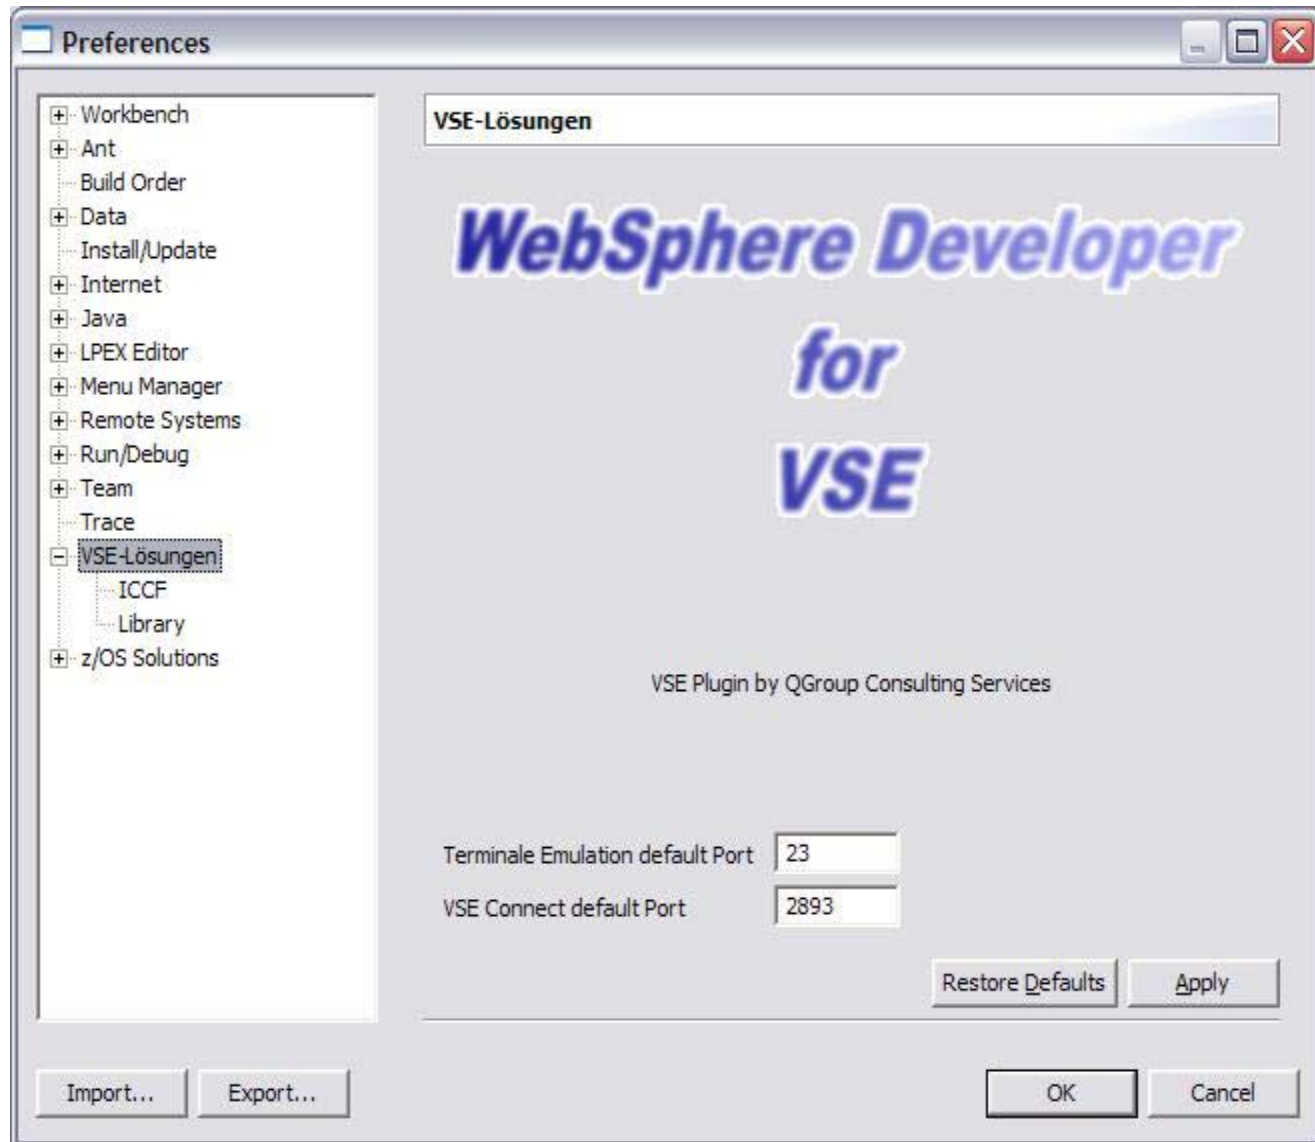 Preferences
Workbench
Ant
Build Order
Data
Install/Update
Internet
Java
LPEX Editor
Menu Manager
Remote Systems
Run/Debug
Team
Trace
VSE-Lösungen
ICCF
Library
z/OS Solutions
VSE-Lösungen
WebSphere Developer
for
VSE
VSE Plugin by QGroup Consulting Services
Terminale Emulation default Port 23
VSE Connect default Port 2893
Restore Defaults Apply
Import... Export... OK Cancel